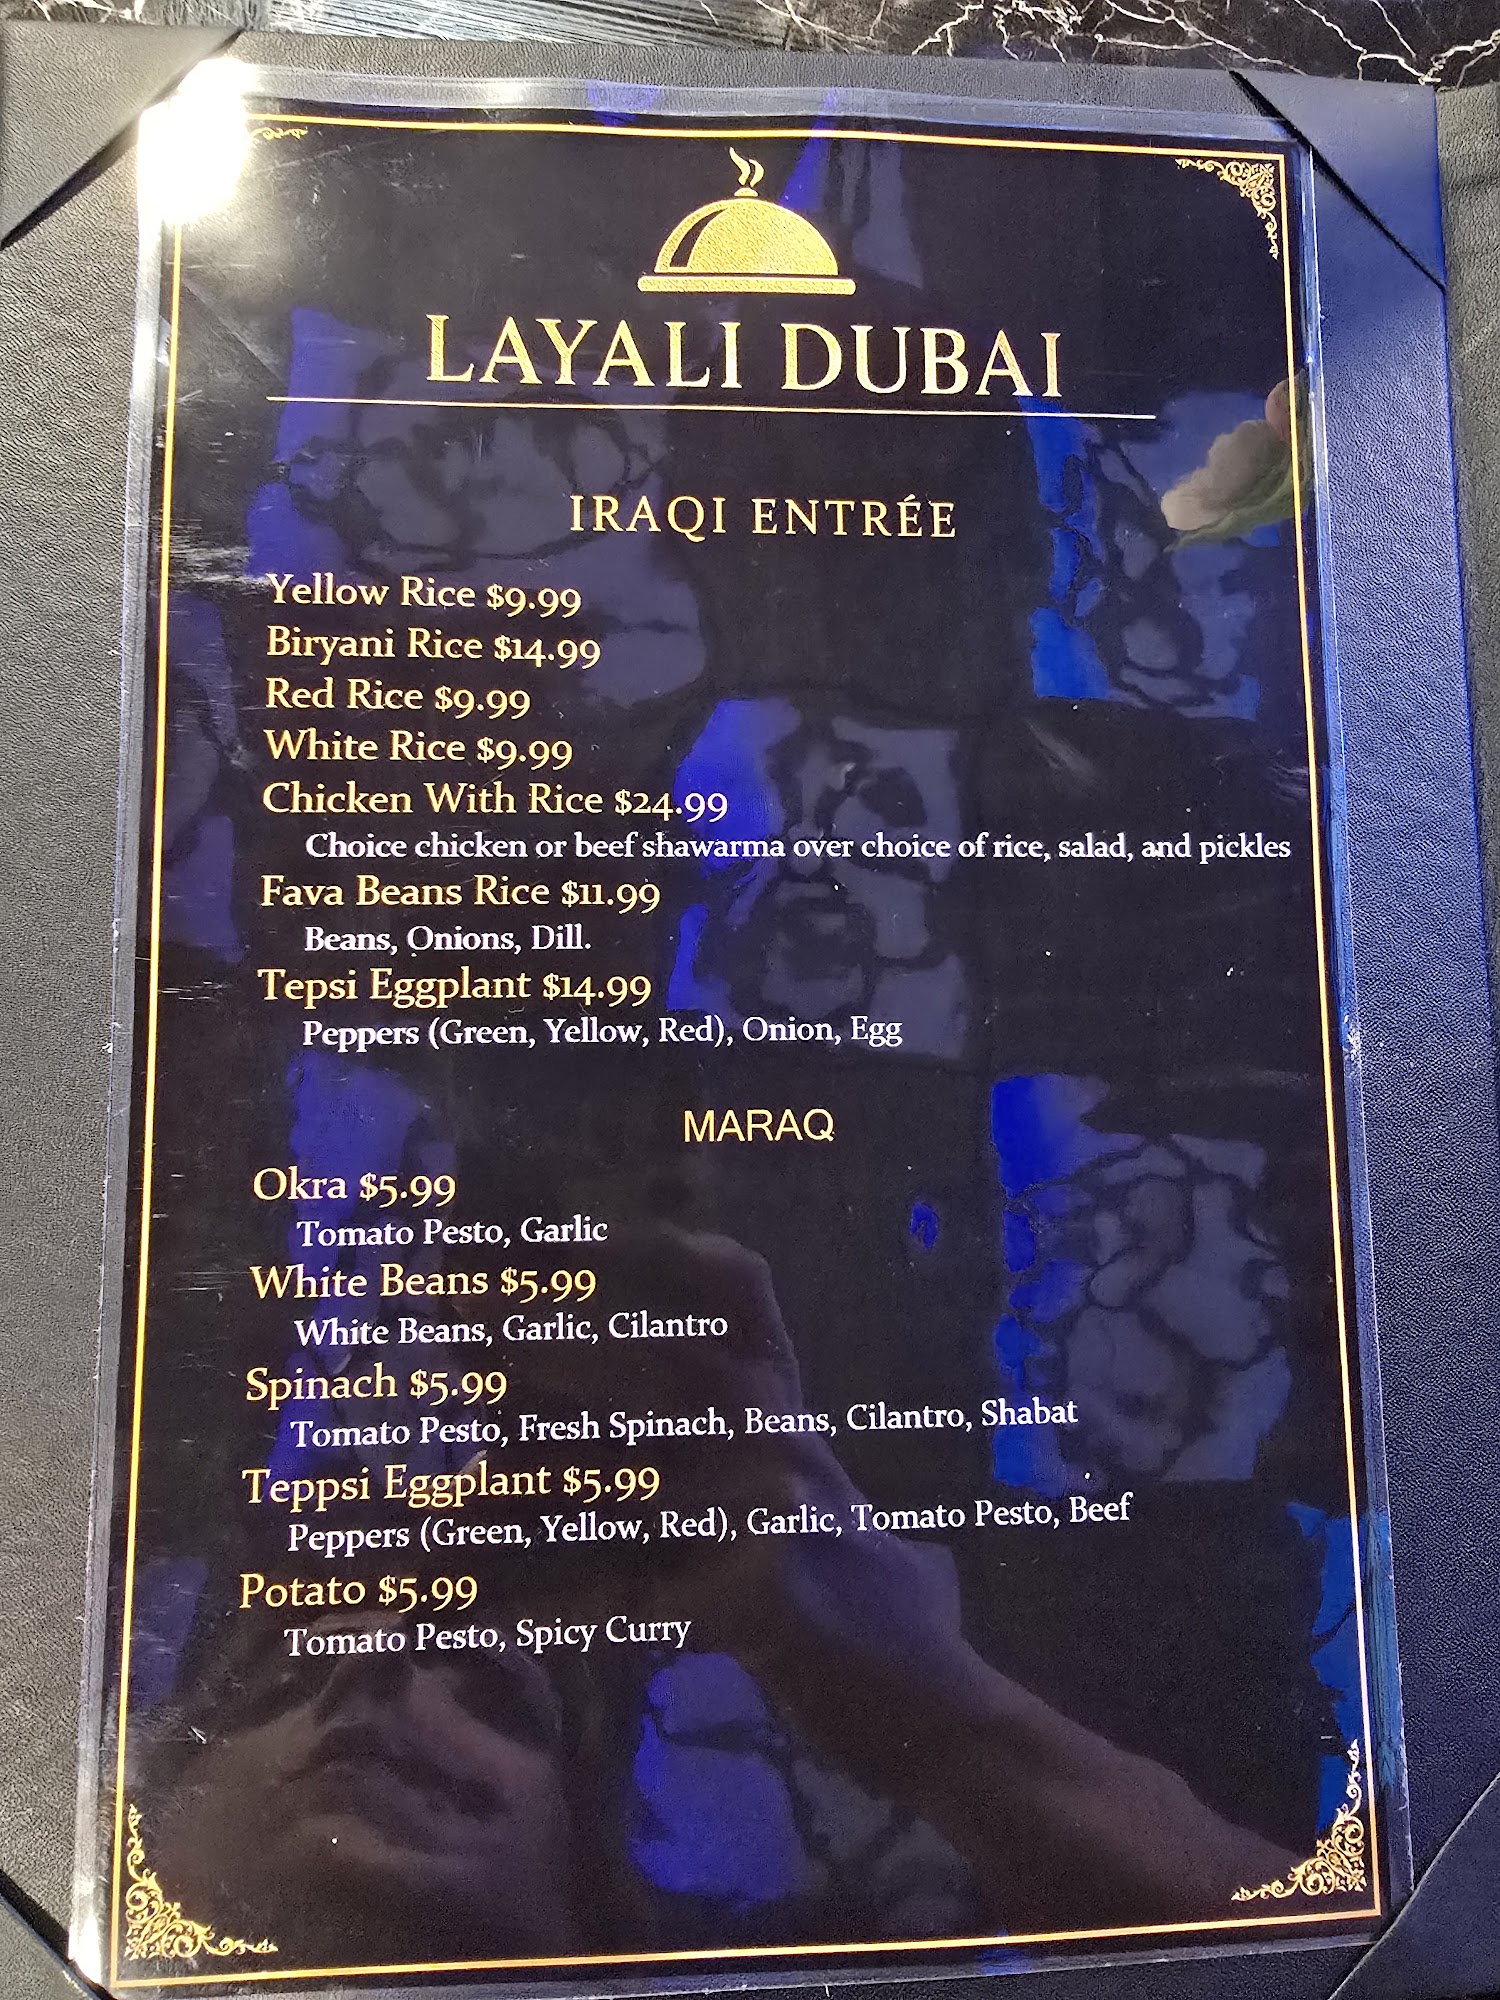 LAYALI DUBAI
IRAQI ENTRÉE
Yellow Rice $9.99
Biryani Rice $14.99
Red Rice $9.99
White Rice $9.99
Chicken With Rice $24.99
Choice chicken or beef shawarma over choice of rice, salad, and pickles
Fava Beans Rice $11.99
Beans, Onions, Dill.
Tepsi Eggplant $14.99
Peppers (Green, Yellow, Red), Onion, Egg
MARAQ
Okra $5.99
Tomato Pesto, Garlic
White Beans $5.99
White Beans, Garlic, Cilantro
Spinach $5.99
Tomato Pesto, Fresh Spinach, Beans, Cilantro, Shabat
Teppsi Eggplant $5.99
Peppers (Green, Yellow, Red), Garlic, Tomato Pesto, Beef
Potato $5.99
Tomato Pesto, Spicy Curry